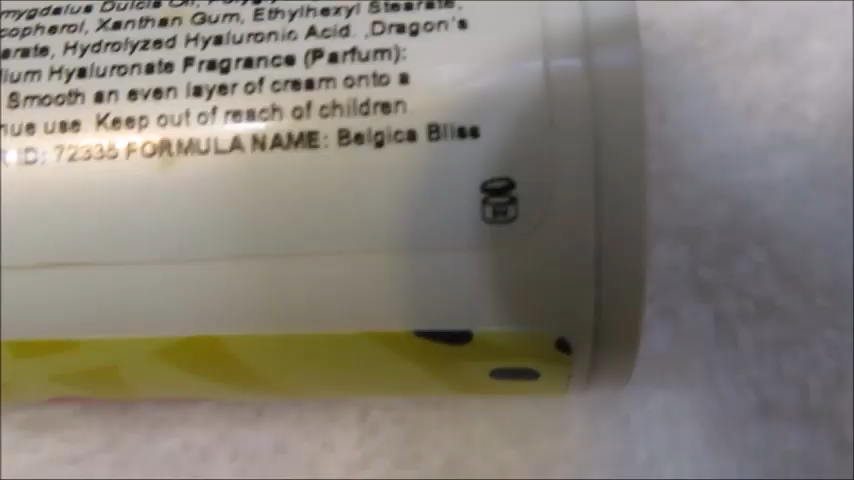 mygdalus Dulcis Oil,
copherol, Xanthan Gum, Ethylhexyl Stearate,
arate, Hydrolyzed Hyaluronic Acid. ,Dragon's
lium Hyaluronate Fragrance (Parfum):
Smooth an even layer of cream onto a
nue use. Keep out of reach of children
ID: 72335 FORMULA NAME: Belgica Bliss